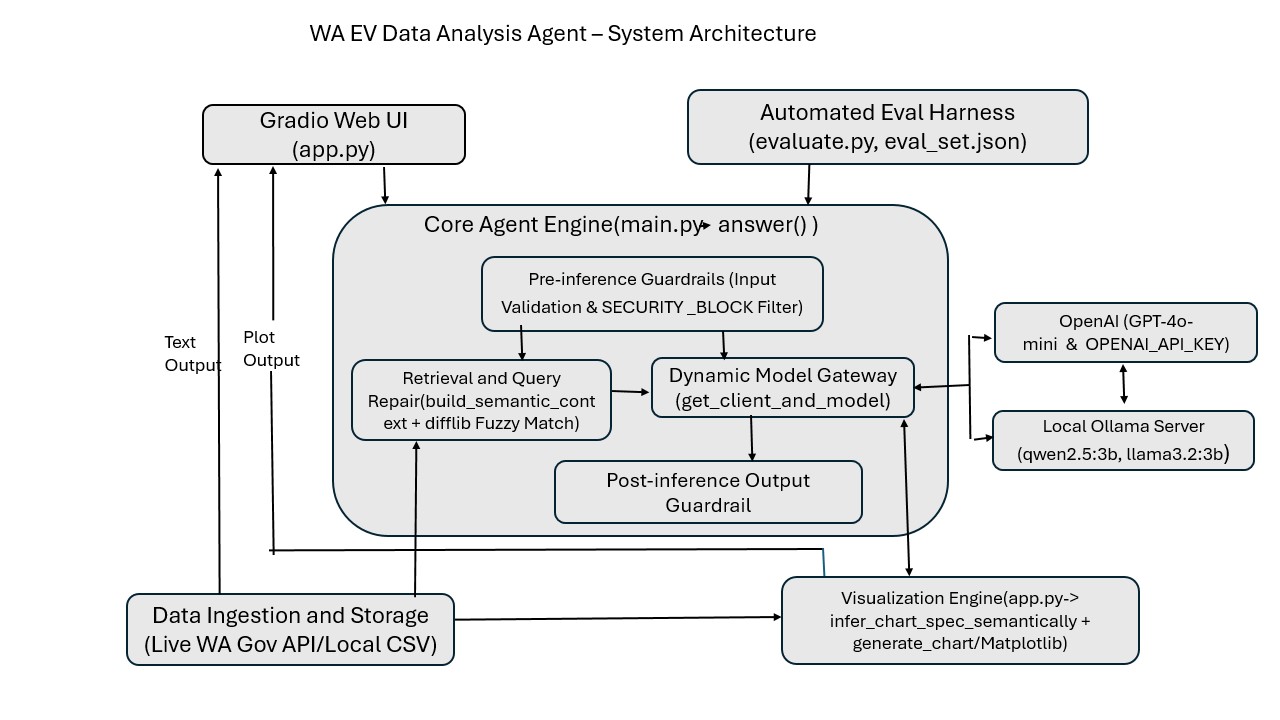 WA EV Data Analysis Agent – System Architecture
Gradio Web UI
(app.py)
Automated Eval Harness
(evaluate.py, eval_set.json)
Core Agent Engine(main.py answer() )
Pre-inference Guardrails (Input
Validation & SECURITY _BLOCK Filter)
Retrieval and Query
Repair(build_semantic_cont
ext + difflib Fuzzy Match)
Dynamic Model Gateway
(get_client_and_model)
Post-inference Output
Guardrail
OpenAI (GPT-4o-
mini & OPENAI_API_KEY)
Local Ollama Server
(qwen2.5:3b, llama3.2:3b)
Text
Output
Plot
Output
Data Ingestion and Storage
(Live WA Gov API/Local CSV)
Visualization Engine(app.py->
infer_chart_spec_semantically +
generate_chart/Matplotlib)